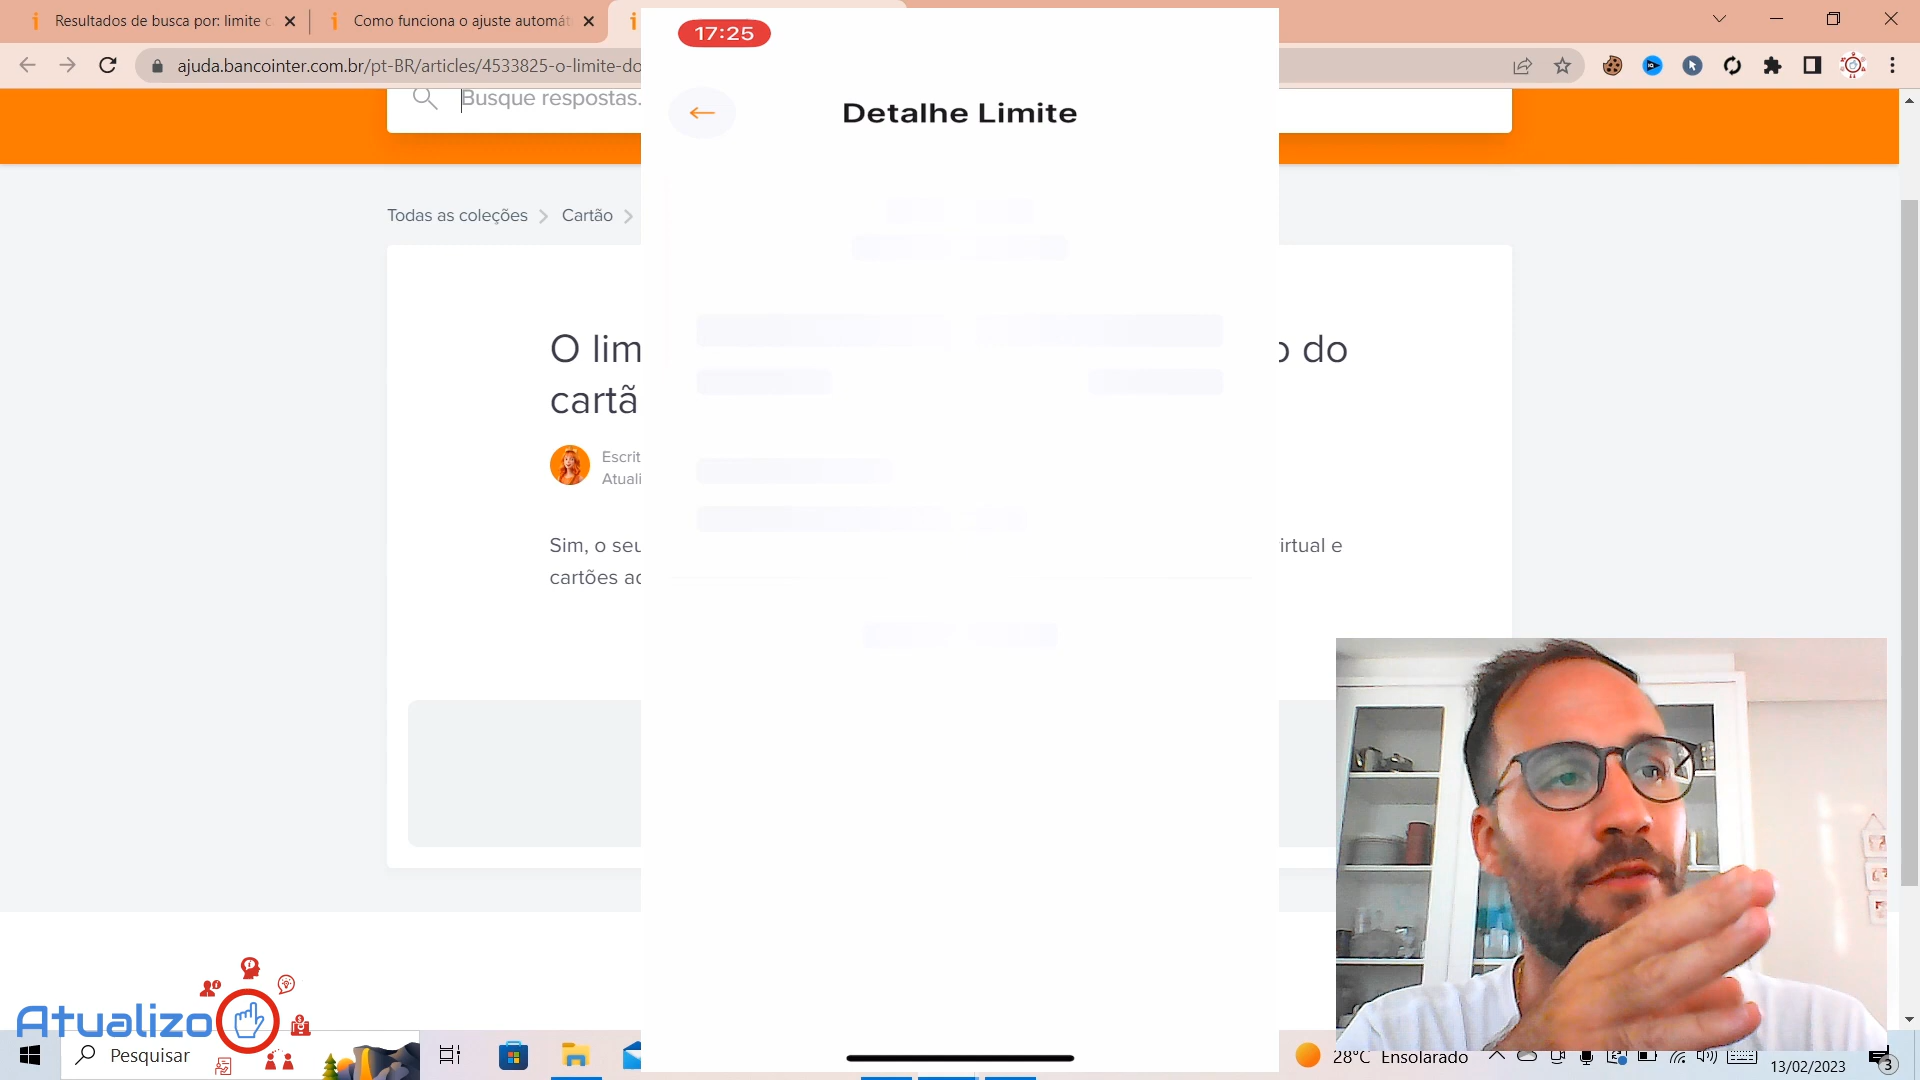 Resultados de busca por: limite c
Como funciona o ajuste automát
ajuda.bancointer.com.br/pt-BR/articles/4533825-o-limite-do
Busque respostas.
17:25
Detalhe Limite
Todas as coleções
Cartão
O lim
do
cartã
Escrit
Atuali
Sim, o seu
irtual e
cartões ad
Atualizo
Pesquisar
28°C Ensolarado
13/02/2023
3